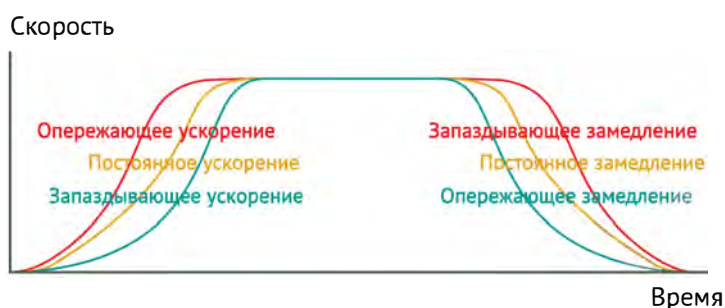 Скорость
Опережающее ускорение
Запаздывающее замедление
Постоянное ускорение
Постоянное замедление
Запаздывающее ускорение
Опережающее замедление
Время